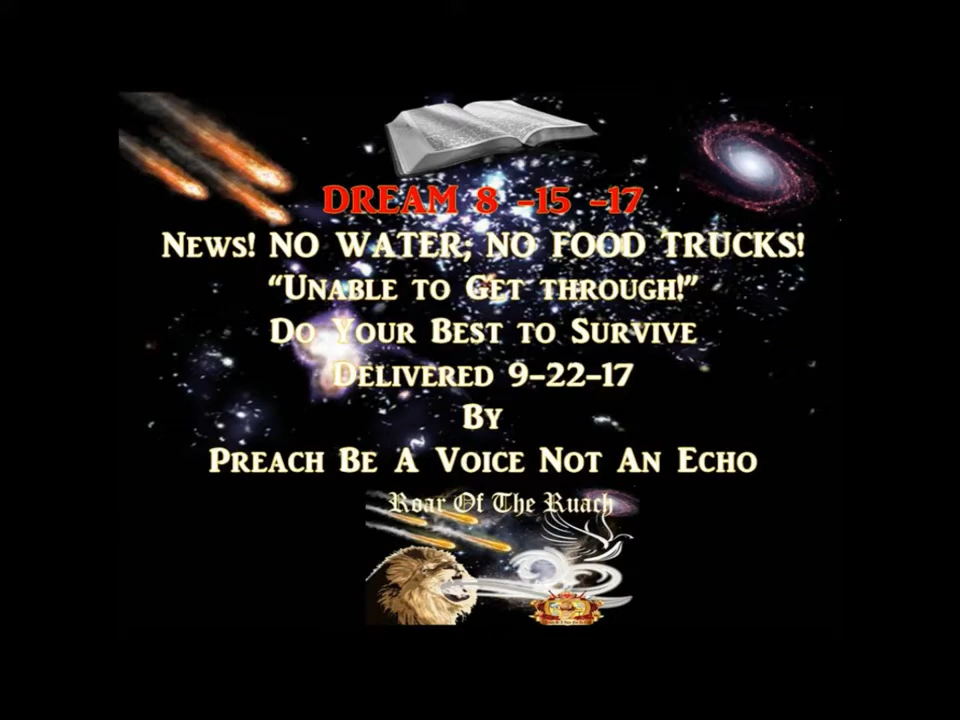 DREAM 8 -15 -17
News! NO WATER; NO FOOD TRUCKS!
“Unable to Get through!”
Do Your Best to Survive
Delivered 9-22-17
By
Preach Be A Voice Not An Echo
Roar Of The Ruach